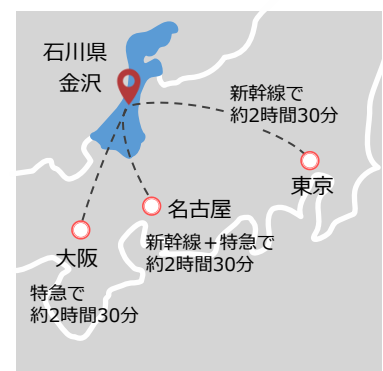 石川県
金沢
新幹線で
約2時間30分
東京
名古屋
新幹線＋特急で
約2時間30分
大阪
特急で
約2時間30分